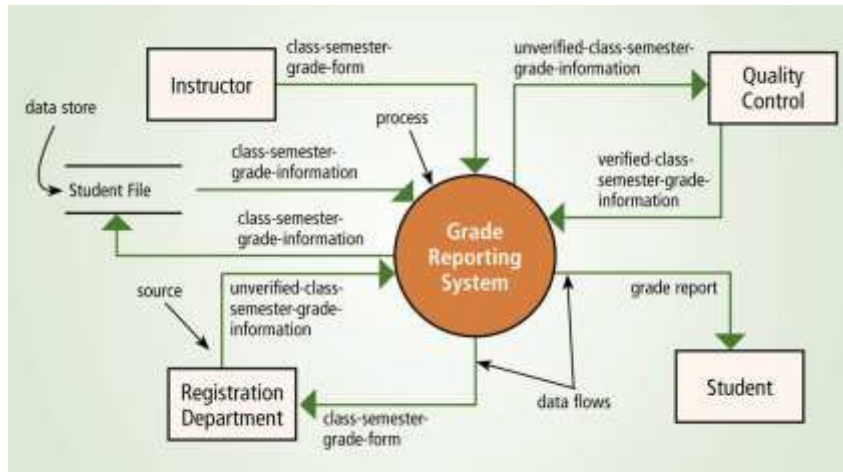 class-semester-
grade-form
unverified-class-semester-
grade-information
Instructor
Quality
Control
data store
process
class-semester-
grade-information
verified-class-
semester-grade-
information
Student File
class-semester-
grade-information
Grade
Reporting
System
source
unverified-class-
semester-grade-
information
grade report
Registration
Department
Student
data flows
class-semester-
grade-form